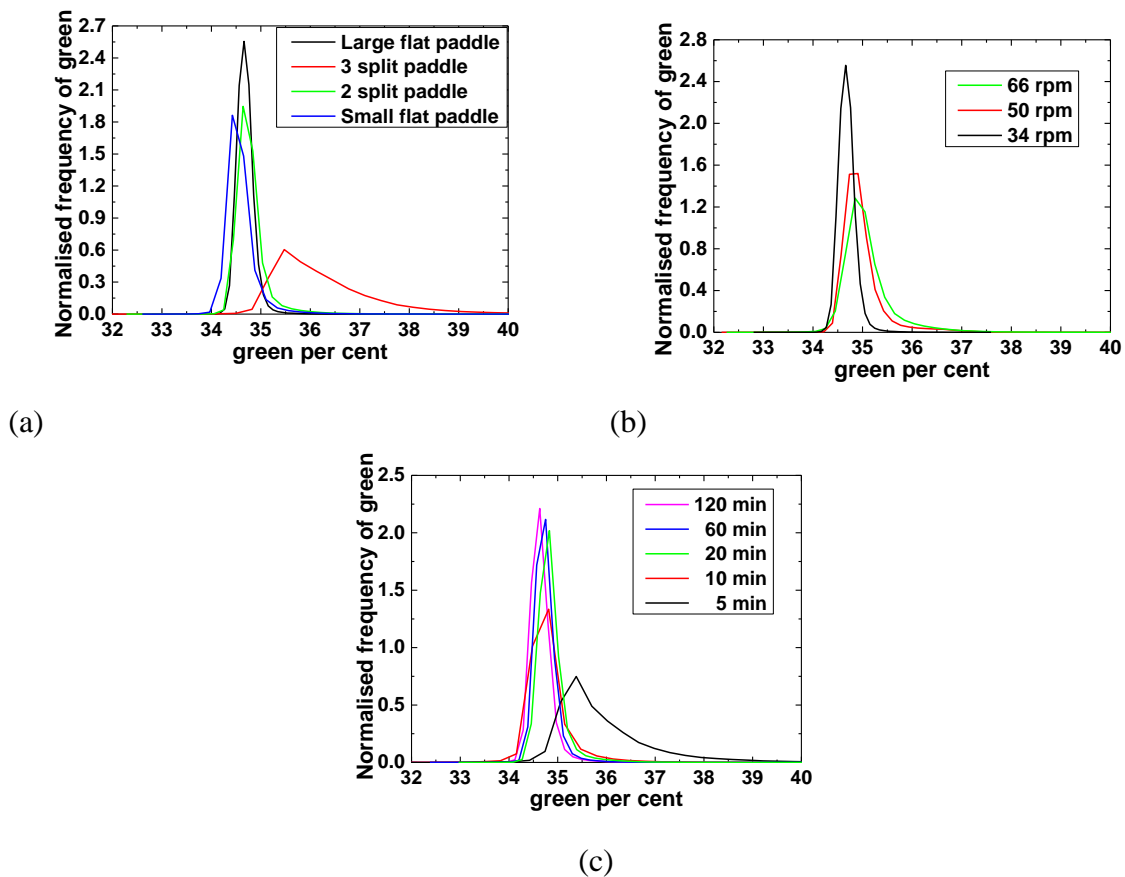 Normalised frequency of green
2.7
2.4
2.1
1.8
1.5
1.2
0.9
0.6
0.3
0.0
32 33 34 35 36 37 38 39 40
green per cent
Large flat paddle
3 split paddle
2 split paddle
Small flat paddle
(a)
Normalised frequency of green
2.8
2.4
2.0
1.6
1.2
0.8
0.4
0.0
32 33 34 35 36 37 38 39 40
green per cent
66 rpm
50 rpm
34 rpm
(b)
Normalised frequency of green
2.5
2.0
1.5
1.0
0.5
0.0
32 33 34 35 36 37 38 39 40
green per cent
120 min
60 min
20 min
10 min
5 min
(c)